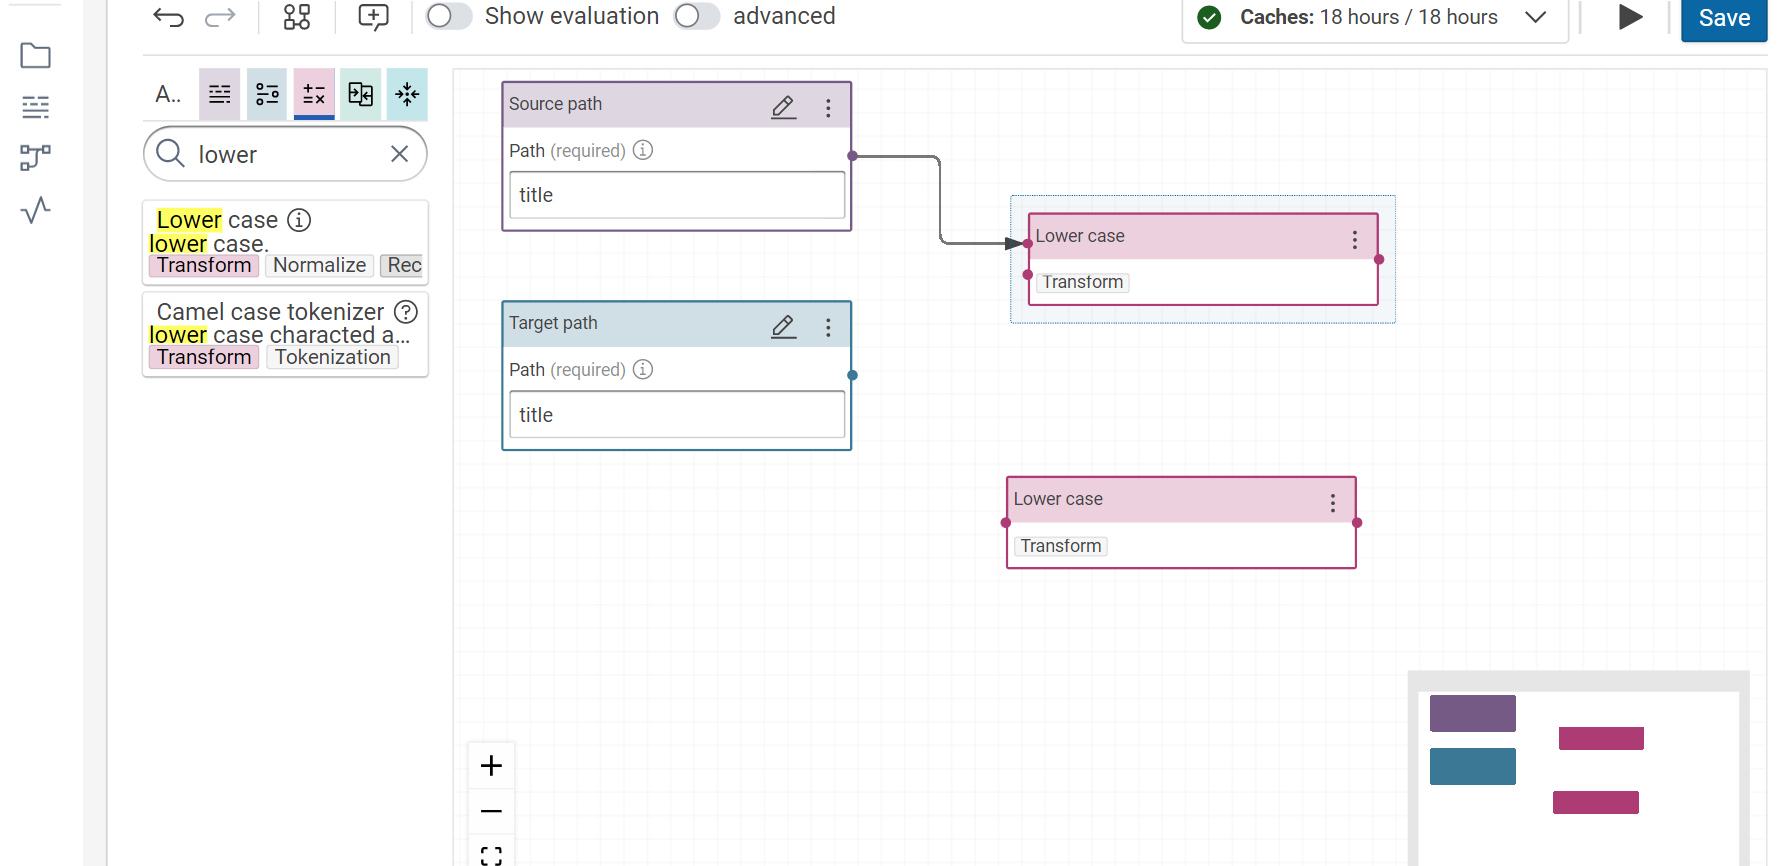 Show evaluation
advanced
Caches: 18 hours / 18 hours
Save
A..
lower
Lower case
lower case.
Transform Normalize Rec
Camel case tokenizer
lower case characted a...
Transform Tokenization
Source path
Path (required)
title
Target path
Path (required)
title
Lower case
Transform
Lower case
Transform